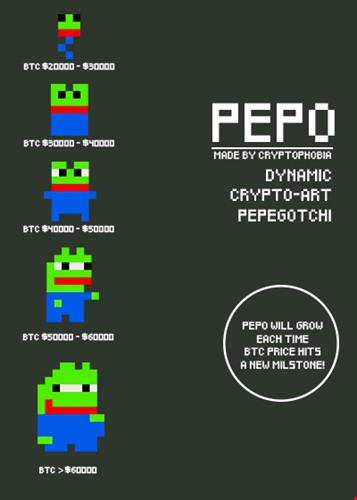 BTC $20000 - $30000
BTC $30000 - $40000
BTC $40000 - $50000
BTC $50000 - $60000
BTC > $60000
PEPO
MADE BY CRYPTOPHOBIA
DYNAMIC
CRYPTO-ART
PEPEGOTCHI
PEPO WILL GROW
EACH TIME
BTC PRICE HITS
A NEW MILSTONE!